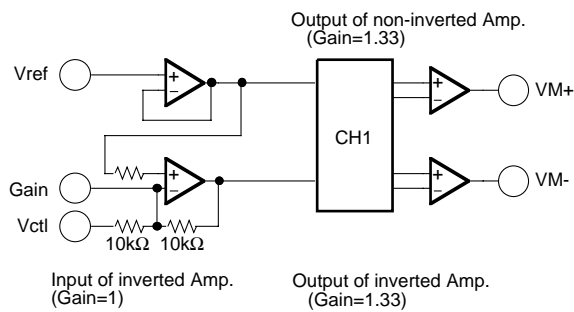 Output of non-inverted Amp.
(Gain=1.33)
Vref
+
−
+
−
VM+
CH1
Gain
Vctl
+
−
+
−
VM-
10kΩ 10kΩ
Input of inverted Amp.
(Gain=1)
Output of inverted Amp.
(Gain=1.33)